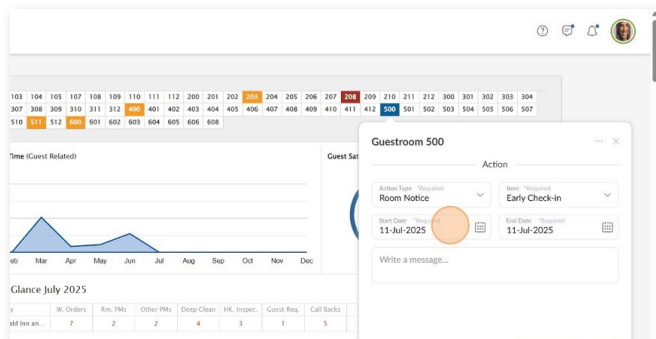 103 104 105 107 108 109 110 111 112 200 201 202 203 204 205 206 207 208 209 210 211 212 300 301 302 303 304
307 308 309 310 311 312 400 401 402 403 404 405 406 407 408 409 410 411 412 500 501 502 503 504 505 506 507
510 511 512 600 601 602 603 604 605 606 608
Time (Guest Related)
Guest Sat
Guestroom 500
Action
Action Type *Required
Room Notice
Item *Required
Early Check-in
Start Date *Required
11-Jul-2025
End Date *Required
11-Jul-2025
Write a message...
eb Mar Apr May Jun Jul Aug Sep Oct Nov Dec
Glance July 2025
y W. Orders Rm. PMs Other PMs Deep Clean HK. Inspec. Guest Req. Call Backs
ald Inn an... 7 2 2 4 3 1 5